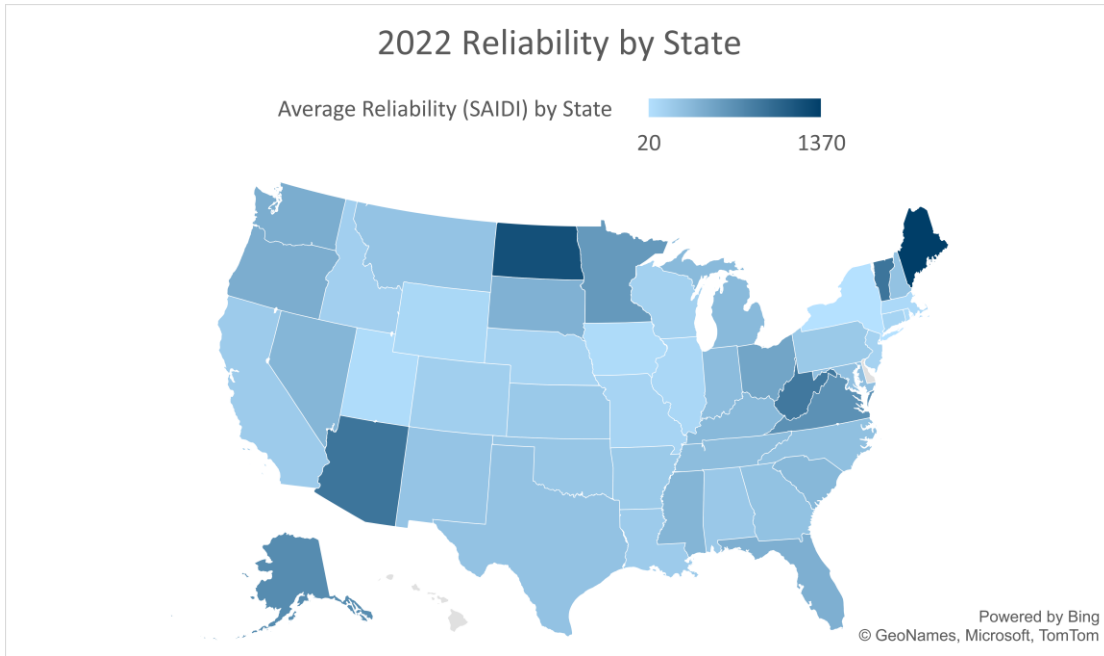 2022 Reliability by State
Average Reliability (SAIDI) by State
20 1370
Powered by Bing
© GeoNames, Microsoft, TomTom